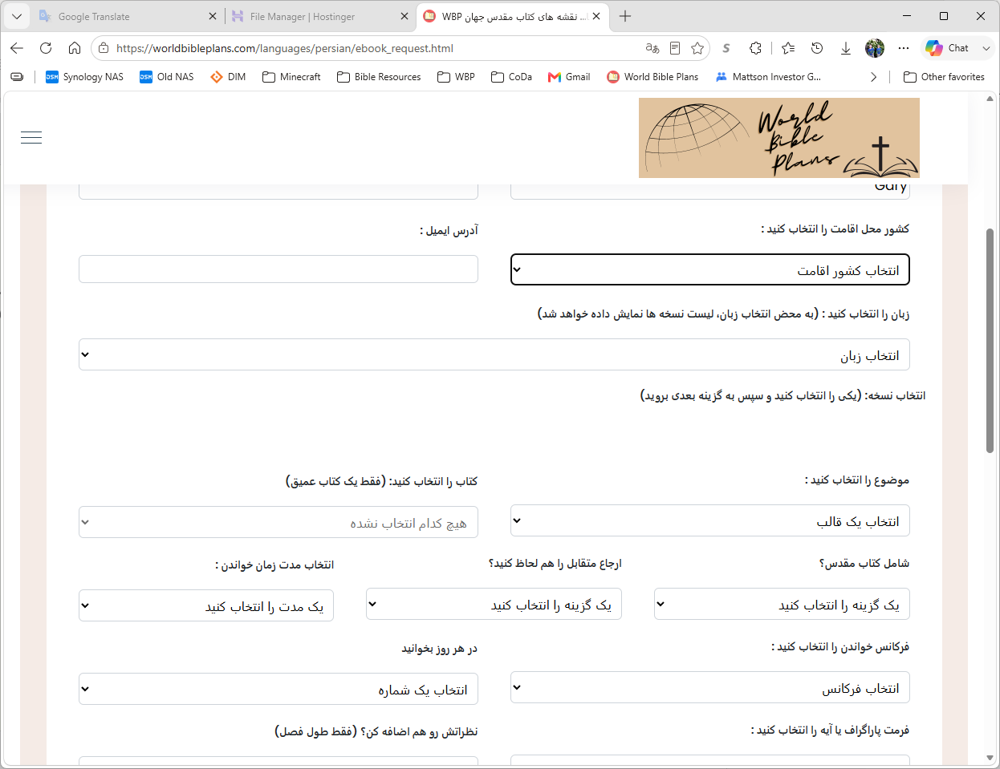 Google Translate
File Manager | Hostinger
WBP نقشه های کتاب مقدس جهان ...ا
https://worldbibleplans.com/languages/persian/ebook_request.html
Chat
Synology NAS
Old NAS
DIM
Minecraft
Bible Resources
WBP
CoDa
Gmail
World Bible Plans
Mattson Investor G...
Other favorites
World
Bible
Plans
Gary
کشور محل اقامت را انتخاب کنید :
آدرس ایمیل :
انتخاب کشور اقامت
زبان را انتخاب کنید : (به محض انتخاب زبان، لیست نسخه ها نمایش داده خواهد شد)
انتخاب زبان
انتخاب نسخه: (یکی را انتخاب کنید و سپس به گزینه بعدی بروید)
موضوع را انتخاب کنید :
کتاب را انتخاب کنید: (فقط یک کتاب عمیق)
انتخاب یک قالب
هیچ کدام انتخاب نشده
شامل کتاب مقدس؟
ارجاع متقابل را هم لحاظ کنید؟
انتخاب مدت زمان خواندن :
یک گزینه را انتخاب کنید
یک گزینه را انتخاب کنید
یک مدت را انتخاب کنید
فرکانس خواندن را انتخاب کنید :
در هر روز بخوانید
انتخاب فرکانس
انتخاب یک شماره
فرمت پاراگراف یا آیه را انتخاب کنید :
نظراتش رو هم اضافه کن؟ (فقط طول فصل)